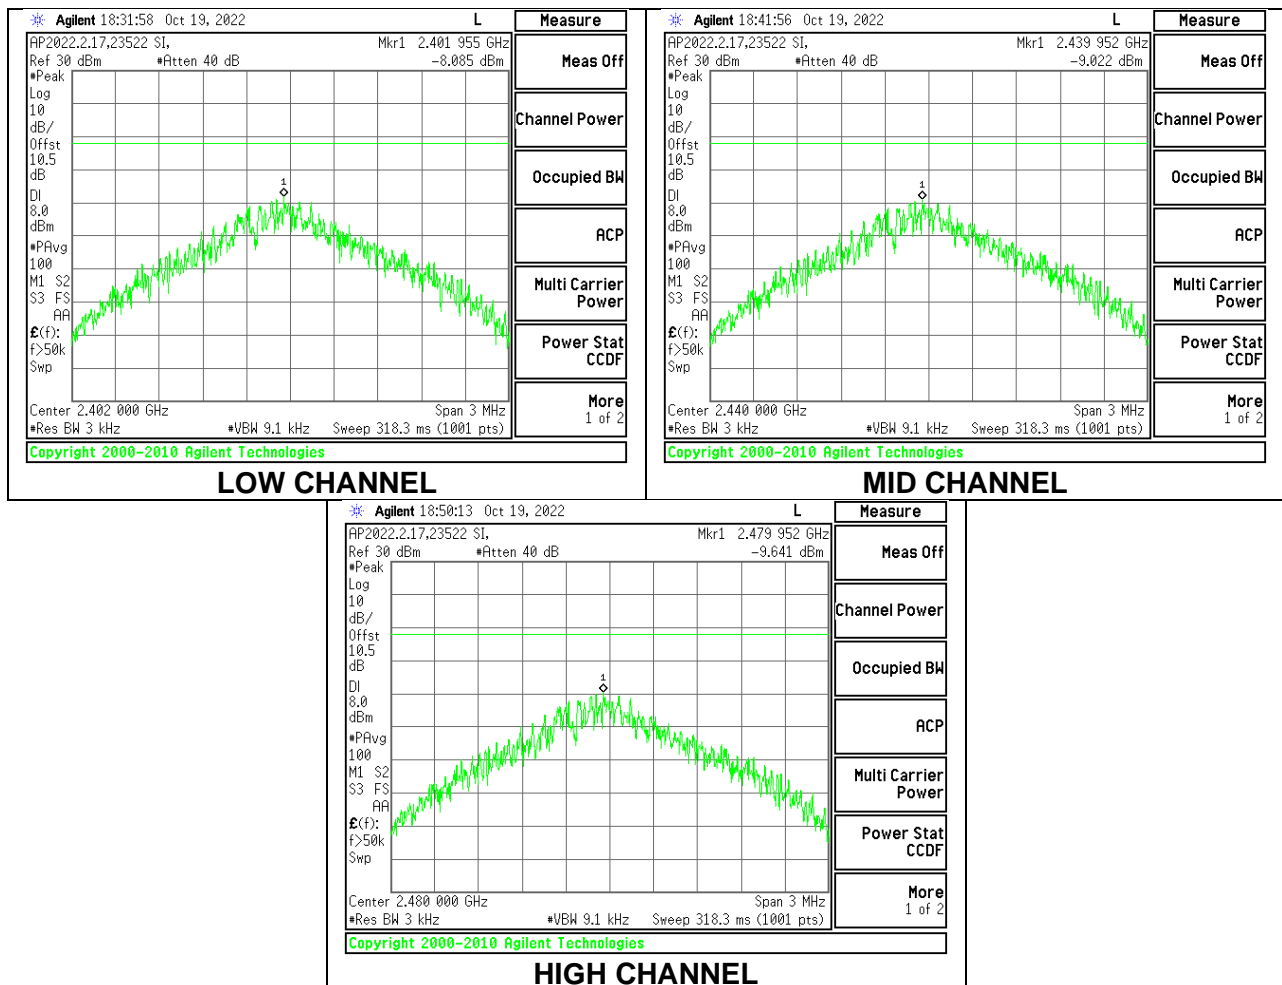 Agilent 18:31:58 Oct 19, 2022 L Measure
AP2022.2.17,23522 SI, Mkr1 2.401 955 GHz
Ref 30 dBm #Atten 40 dB -8.085 dBm
#Peak
Log
10
dB/
Offst
10.5
dB
DI
8.0
dBm
#PAvg
100
M1 S2
S3 FS
AA
£(f):
f>50k
Swp
1
Center 2.402 000 GHz Span 3 MHz
#Res BW 3 kHz #VBW 9.1 kHz Sweep 318.3 ms (1001 pts)
Meas Off
Channel Power
Occupied BW
ACP
Multi Carrier
Power
Power Stat
CCDF
More
1 of 2
Copyright 2000-2010 Agilent Technologies
LOW CHANNEL
Agilent 18:41:56 Oct 19, 2022 L Measure
AP2022.2.17,23522 SI, Mkr1 2.439 952 GHz
Ref 30 dBm #Atten 40 dB -9.022 dBm
#Peak
Log
10
dB/
Offst
10.5
dB
DI
8.0
dBm
#PAvg
100
M1 S2
S3 FS
AA
£(f):
f>50k
Swp
1
Center 2.440 000 GHz Span 3 MHz
#Res BW 3 kHz #VBW 9.1 kHz Sweep 318.3 ms (1001 pts)
Meas Off
Channel Power
Occupied BW
ACP
Multi Carrier
Power
Power Stat
CCDF
More
1 of 2
Copyright 2000-2010 Agilent Technologies
MID CHANNEL
Agilent 18:50:13 Oct 19, 2022 L Measure
AP2022.2.17,23522 SI, Mkr1 2.479 952 GHz
Ref 30 dBm #Atten 40 dB -9.641 dBm
#Peak
Log
10
dB/
Offst
10.5
dB
DI
8.0
dBm
#PAvg
100
M1 S2
S3 FS
AA
£(f):
f>50k
Swp
1
Center 2.480 000 GHz Span 3 MHz
#Res BW 3 kHz #VBW 9.1 kHz Sweep 318.3 ms (1001 pts)
Meas Off
Channel Power
Occupied BW
ACP
Multi Carrier
Power
Power Stat
CCDF
More
1 of 2
Copyright 2000-2010 Agilent Technologies
HIGH CHANNEL